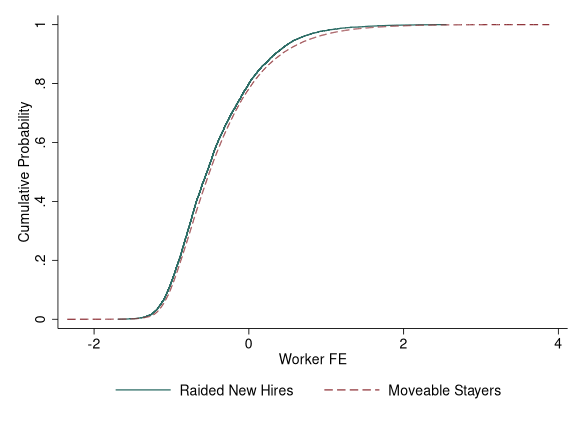 Cumulative Probability
1
.8
.6
.4
.2
0
-2 0 2 4
Worker FE
Raided New Hires Moveable Stayers